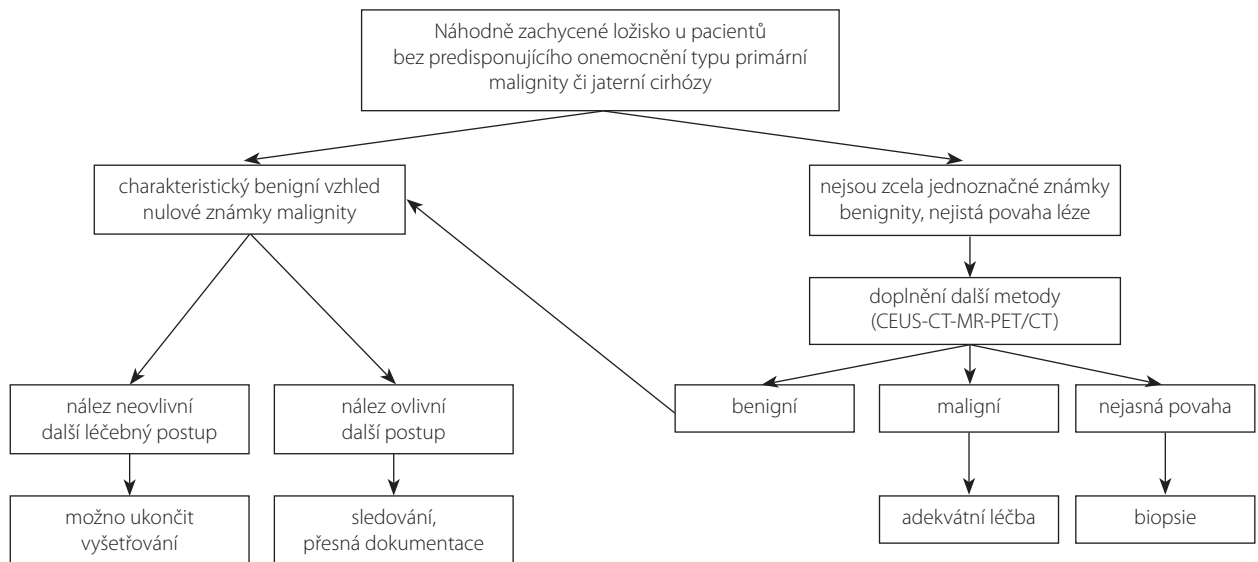 Náhodně zachycené ložisko u pacientů
bez predisponujícího onemocnění typu primární
malignity či jaterní cirhózy
charakteristický benigní vzhled
nulové známky malignity
nejsou zcela jednoznačné známky
benignity, nejistá povaha léze
doplnění další metody
(CEUS-CT-MR-PET/CT)
nález neovlivní
další léčebný postup
nález ovlivní
další postup
benigní
maligní
nejasná povaha
možno ukončit
vyšetřování
sledování,
přesná dokumentace
adekvátní léčba
biopsie